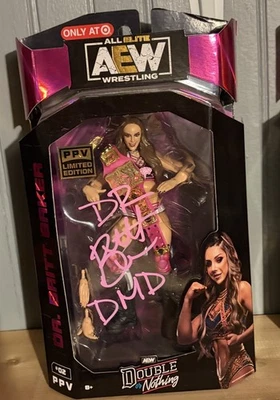 ONLY AT
ALL ELITE
AEW
WRESTLING
PPV
LIMITED EDITION
DR. BRITT BAKER
DR
Britt
DMD
#02
PPV
8+
AEW
DOUBLE
or
Nothing